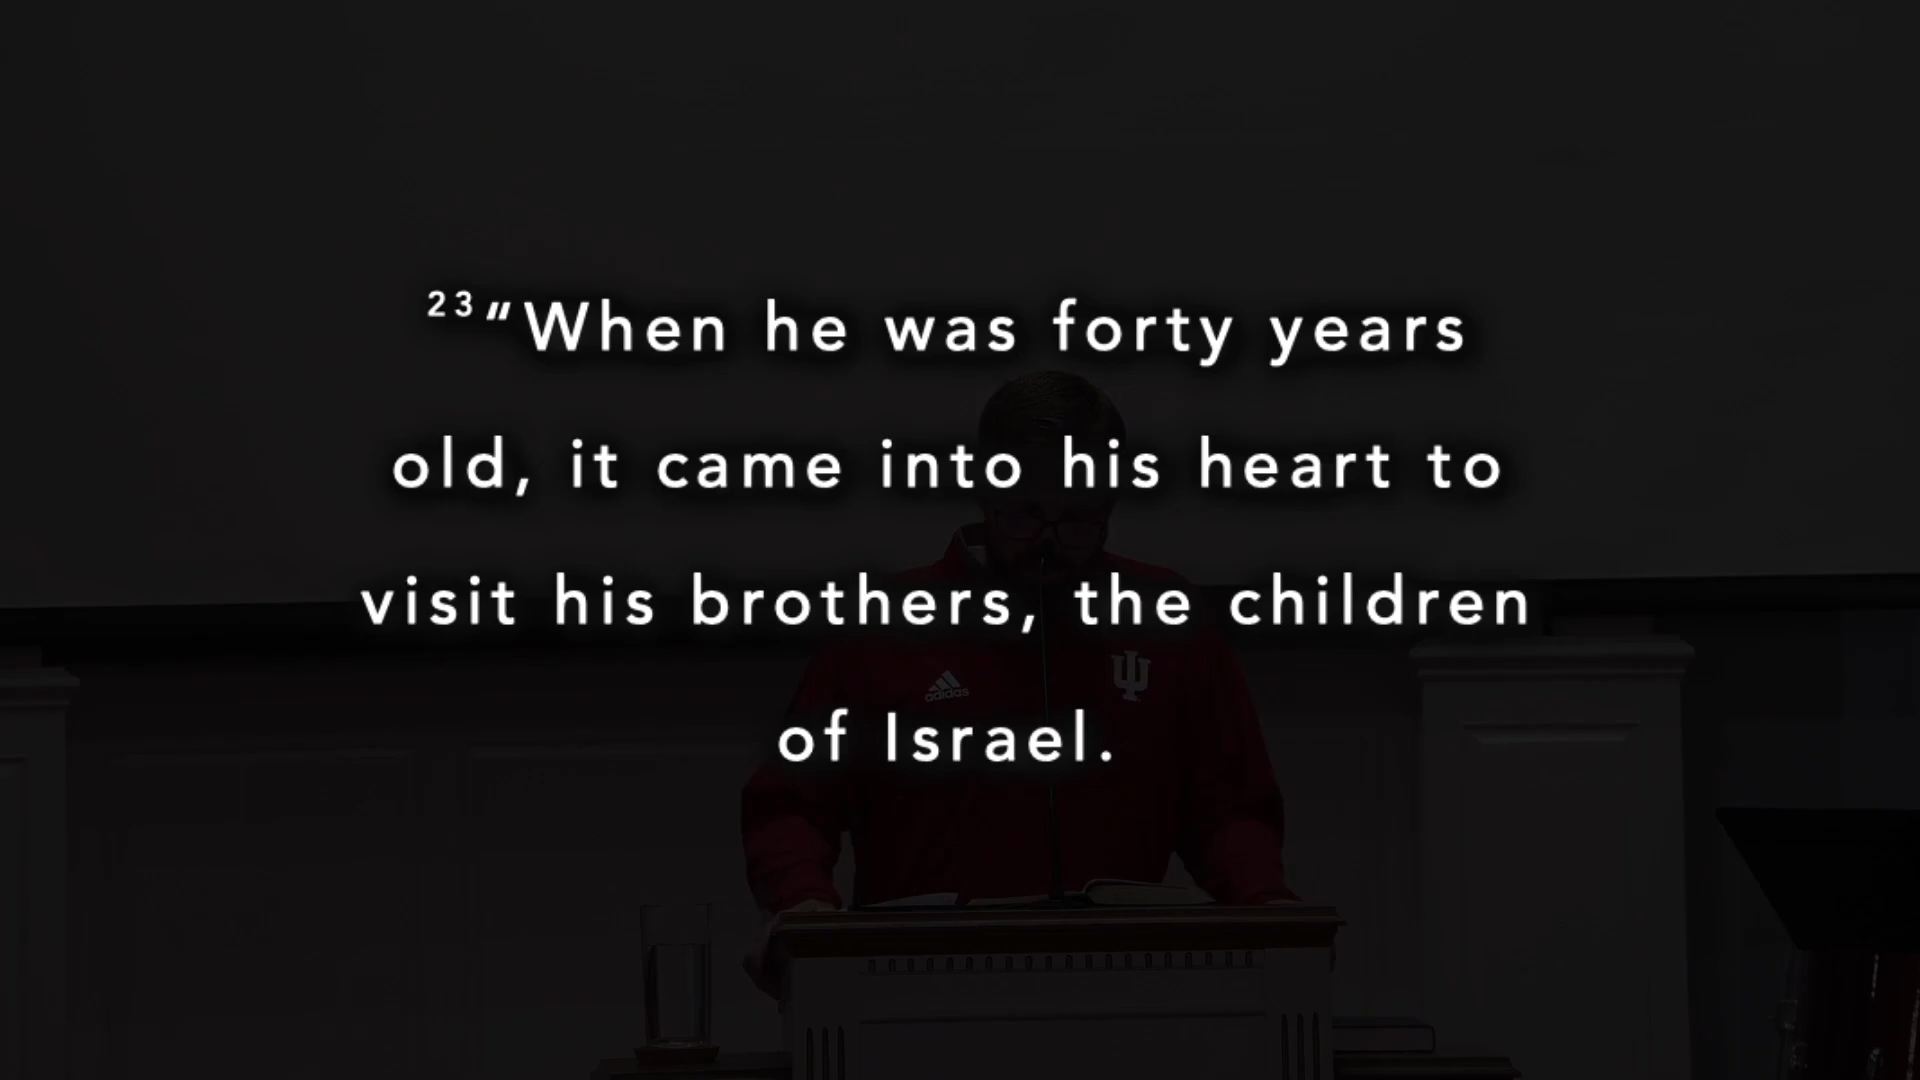 ²³“When he was forty years
old, it came into his heart to
visit his brothers, the children
of Israel.
adidas